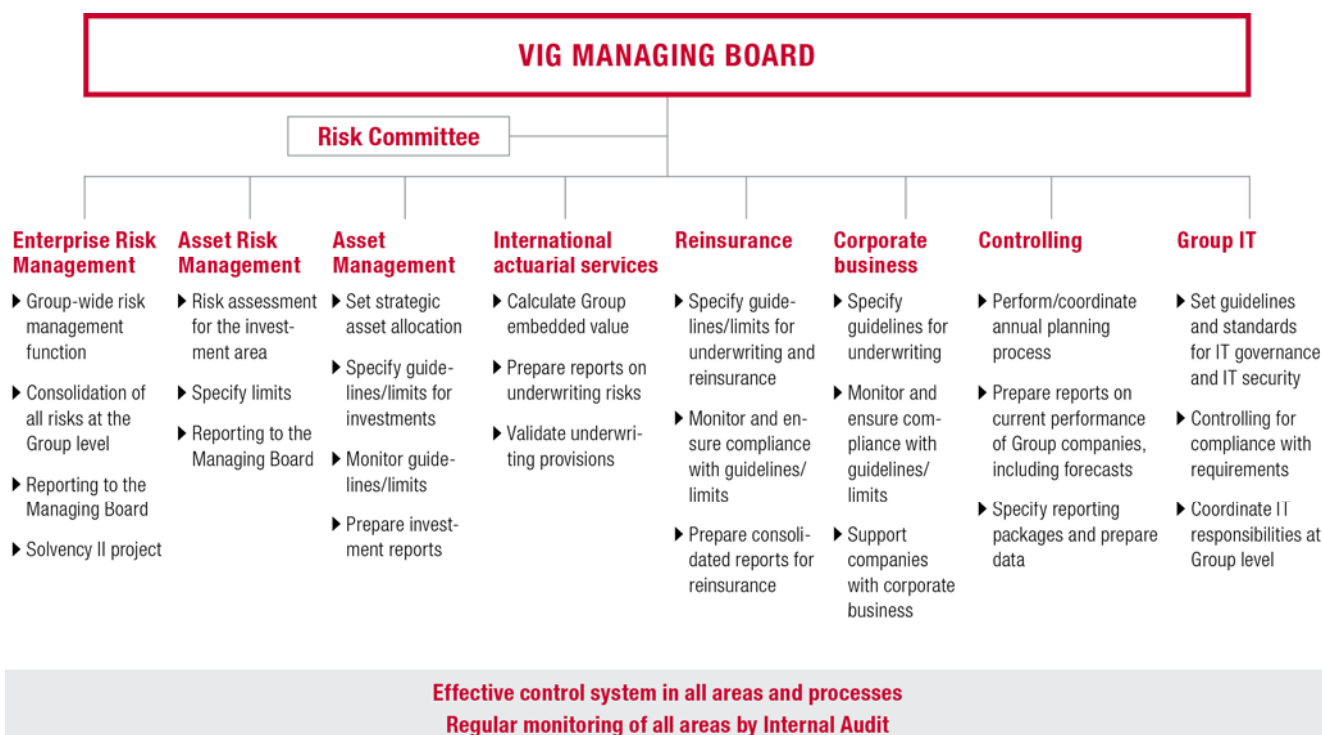 VIG MANAGING BOARD
Risk Committee
Enterprise Risk
Management
▶ Group-wide risk
management
function
▶ Consolidation of
all risks at the
Group level
▶ Reporting to the
Managing Board
▶ Solvency II project
Asset Risk
Management
▶ Risk assessment
for the invest-
ment area
▶ Specify limits
▶ Reporting to the
Managing Board
Asset
Management
▶ Set strategic
asset allocation
▶ Specify guide-
lines/limits for
investments
▶ Monitor guide-
lines/limits
▶ Prepare invest-
ment reports
International
actuarial services
▶ Calculate Group
embedded value
▶ Prepare reports on
underwriting risks
▶ Validate underwri-
ting provisions
Reinsurance
▶ Specify guide-
lines/limits for
underwriting and
reinsurance
▶ Monitor and en-
sure compliance
with guidelines/
limits
▶ Prepare consoli-
dated reports for
reinsurance
Corporate
business
▶ Specify
guidelines for
underwriting
▶ Monitor and
ensure com-
pliance with
guidelines/
limits
▶ Support
companies
with corporate
business
Controlling
▶ Perform/coordinate
annual planning
process
▶ Prepare reports on
current performance
of Group companies,
including forecasts
▶ Specify reporting
packages and prepare
data
Group IT
▶ Set guidelines
and standards
for IT governance
and IT security
▶ Controlling for
compliance with
requirements
▶ Coordinate IT
responsibilities at
Group level
Effective control system in all areas and processes
Regular monitoring of all areas by Internal Audit